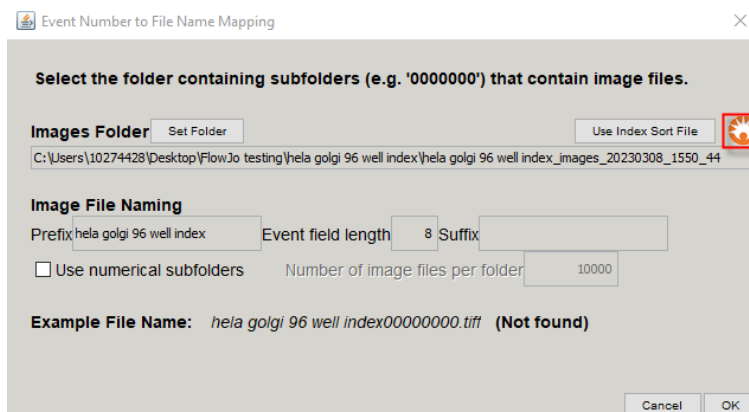 Event Number to File Name Mapping
Select the folder containing subfolders (e.g. '0000000') that contain image files.
Images Folder Set Folder Use Index Sort File
C:\Users\10274428\Desktop\FlowJo testing\hela golgi 96 well index\hela golgi 96 well index_images_20230308_1550_44
Image File Naming
Prefix hela golgi 96 well index Event field length 8 Suffix
Use numerical subfolders Number of image files per folder 10000
Example File Name: hela golgi 96 well index00000000.tiff (Not found)
Cancel OK